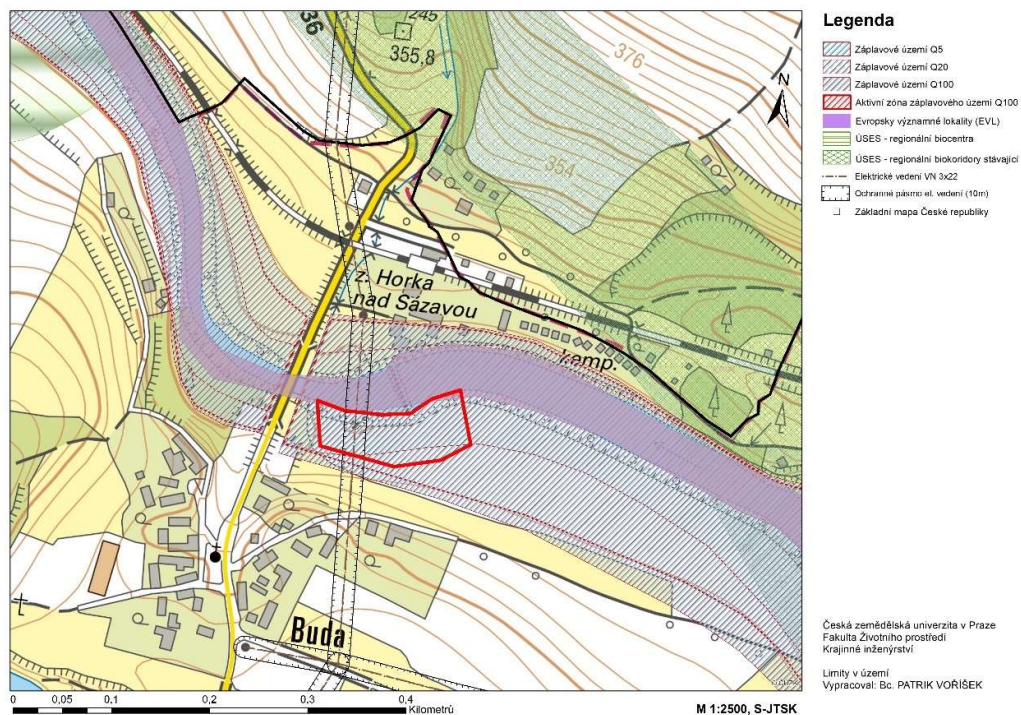 36
245
355,8
376
354
N
z. Horka
nad Sázavou
kemp.
Buda
Legenda
Záplavové území Q5
Záplavové území Q20
Záplavové území Q100
Aktivní zóna záplavového území Q100
Evropsky významné lokality (EVL)
ÚSES - regionální biocentra
ÚSES - regionální biokoridory stávající
Elektrické vedení VN 3x22
Ochranné pásmo el. vedení (10m)
Základní mapa České republiky
Česká zemědělská univerzita v Praze
Fakulta Životního prostředí
Krajinné inženýrství
Limity v území
Vypracoval: Bc. PATRIK VOŘÍŠEK
0 0,05 0,1 0,2 0,3 0,4
Kilometrů
M 1:2500, S-JTSK